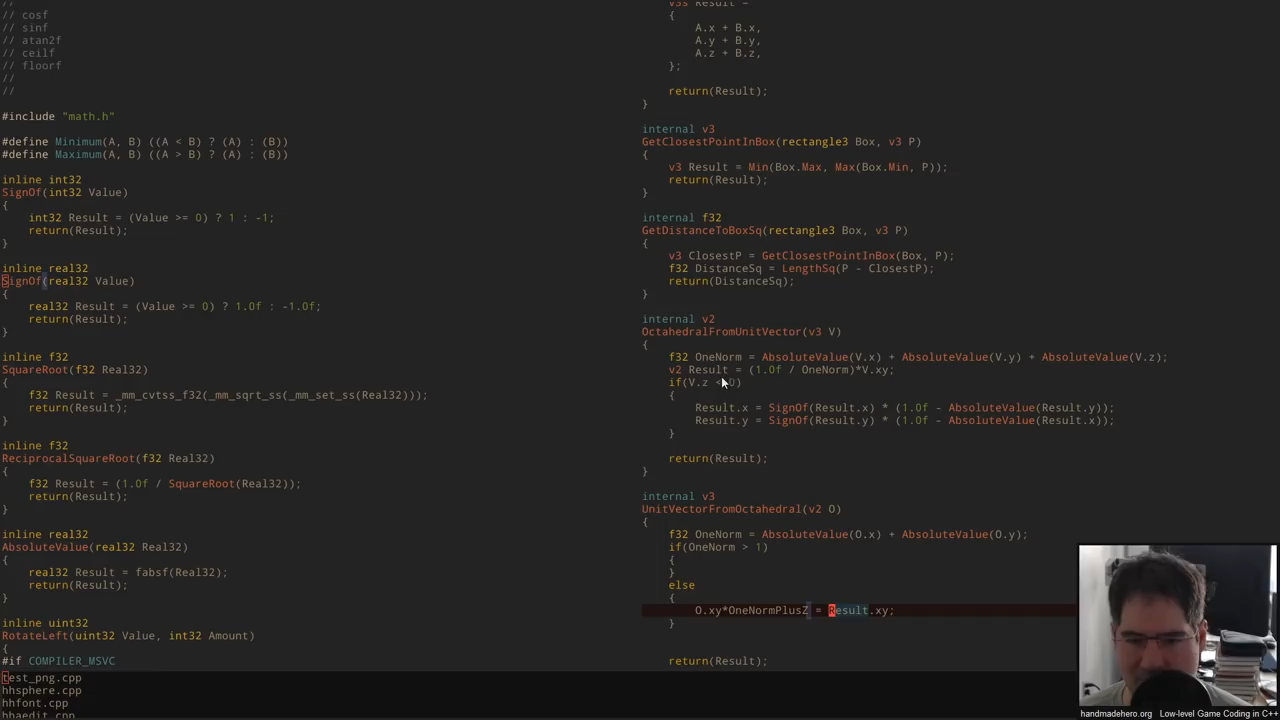 //
// cosf
// sinf
// atan2f
// ceilf
// floorf
//
//
#include "math.h"
#define Minimum(A, B) ((A < B) ? (A) : (B))
#define Maximum(A, B) ((A > B) ? (A) : (B))
inline int32
SignOf(int32 Value)
{
int32 Result = (Value >= 0) ? 1 : -1;
return(Result);
}
inline real32
SignOf(real32 Value)
{
real32 Result = (Value >= 0) ? 1.0f : -1.0f;
return(Result);
}
inline f32
SquareRoot(f32 Real32)
{
f32 Result = _mm_cvtss_f32(_mm_sqrt_ss(_mm_set_ss(Real32)));
return(Result);
}
inline f32
ReciprocalSquareRoot(f32 Real32)
{
f32 Result = (1.0f / SquareRoot(Real32));
return(Result);
}
inline real32
AbsoluteValue(real32 Real32)
{
real32 Result = fabsf(Real32);
return(Result);
}
inline uint32
RotateLeft(uint32 Value, int32 Amount)
{
#if COMPILER_MSVC
test_png.cpp
hhsphere.cpp
hhfont.cpp
hhaedit.cpp
v3s Result =
{
A.x + B.x,
A.y + B.y,
A.z + B.z,
};
return(Result);
}
internal v3
GetClosestPointInBox(rectangle3 Box, v3 P)
{
v3 Result = Min(Box.Max, Max(Box.Min, P));
return(Result);
}
internal f32
GetDistanceToBoxSq(rectangle3 Box, v3 P)
{
v3 ClosestP = GetClosestPointInBox(Box, P);
f32 DistanceSq = LengthSq(P - ClosestP);
return(DistanceSq);
}
internal v2
OctahedralFromUnitVector(v3 V)
{
f32 OneNorm = AbsoluteValue(V.x) + AbsoluteValue(V.y) + AbsoluteValue(V.z);
v2 Result = (1.0f / OneNorm)*V.xy;
if(V.z < 0)
{
Result.x = SignOf(Result.x) * (1.0f - AbsoluteValue(Result.y));
Result.y = SignOf(Result.y) * (1.0f - AbsoluteValue(Result.x));
}
return(Result);
}
internal v3
UnitVectorFromOctahedral(v2 O)
{
f32 OneNorm = AbsoluteValue(O.x) + AbsoluteValue(O.y);
if(OneNorm > 1)
{
}
else
{
O.xy*OneNormPlusZ = Result.xy;
}
return(Result);
handmadehero.org Low-level Game Coding in C++